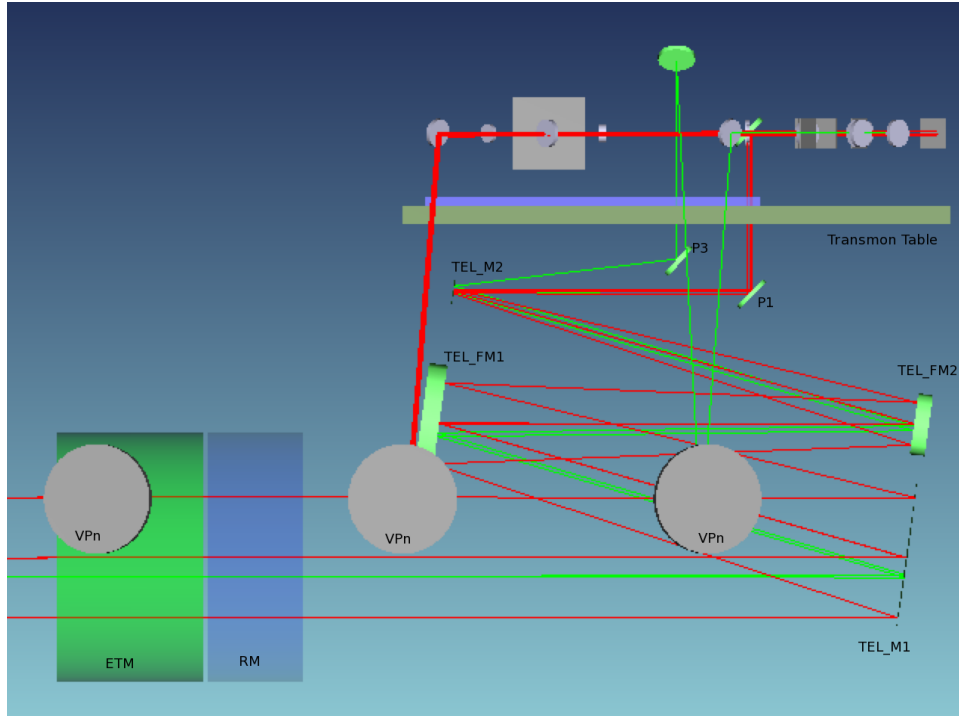 Transmon Table
P3
TEL_M2
P1
TEL_FM1
TEL_FM2
VPn
VPn
VPn
TEL_M1
ETM
RM